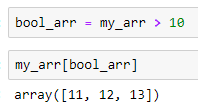 bool_arr = my_arr > 10
my_arr[bool_arr]
array([11, 12, 13])